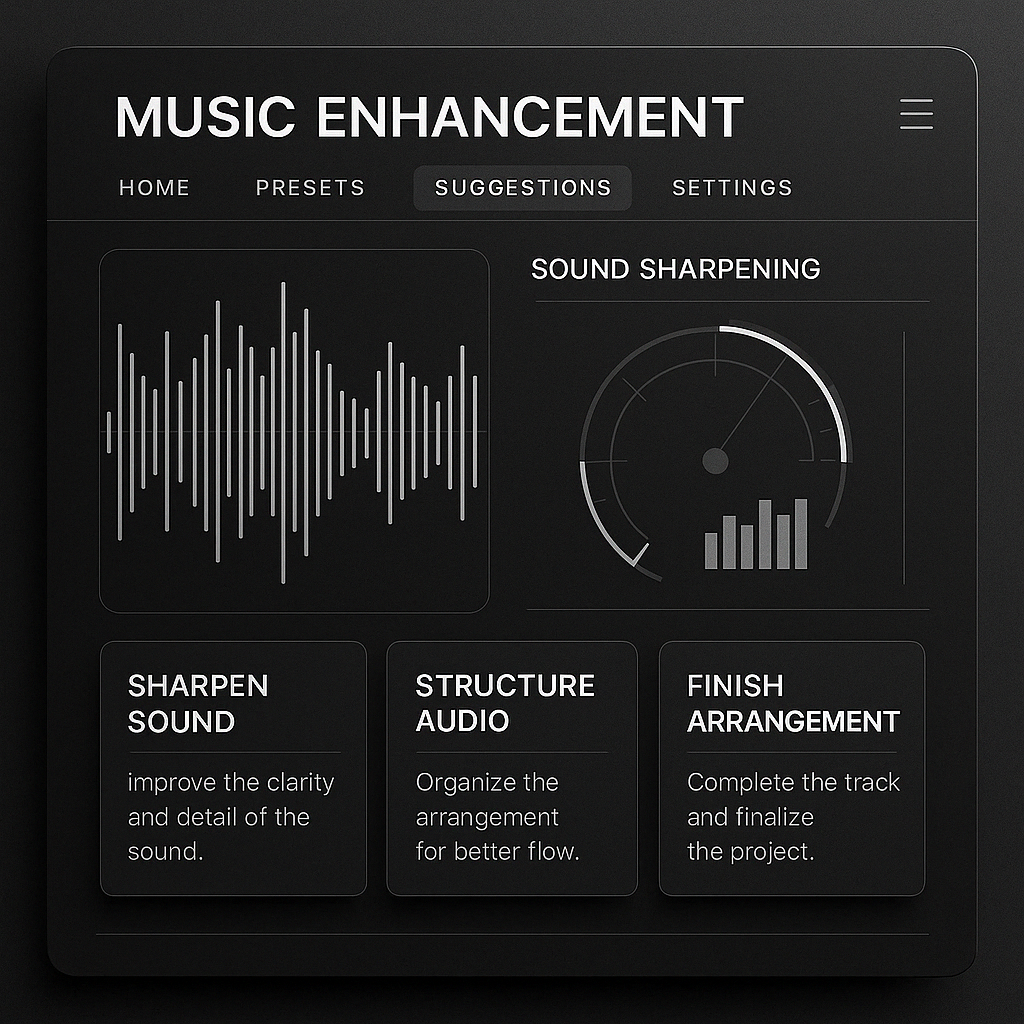 MUSIC ENHANCEMENT
HOME PRESETS SUGGESTIONS SETTINGS
SOUND SHARPENING
SHARPEN
SOUND
improve the clarity
and detail of the
sound.
STRUCTURE
AUDIO
Organize the
arrangement
for better flow.
FINISH
ARRANGEMENT
Complete the track
and finalize
the project.